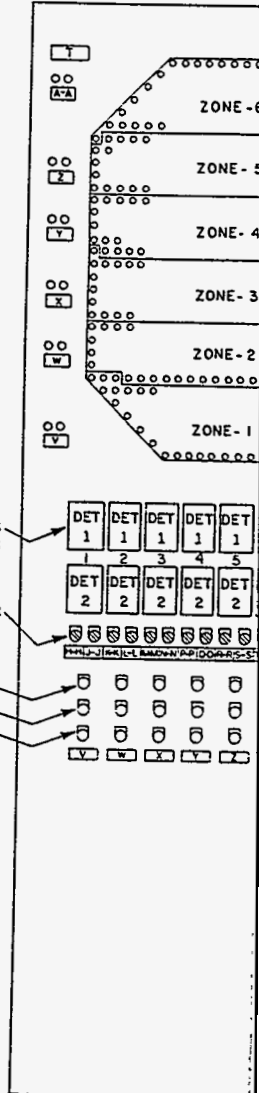 T
A-A
ZONE-6
Z
ZONE- 5
Y
ZONE- 4
X
ZONE- 3
W
ZONE-2
V
ZONE-1
DET 1 DET 1 DET 1 DET 1 DET 1
1 2 3 4 5
DET 2 DET 2 DET 2 DET 2 DET 2
H-H J-J K-K L-L N-N P-P R-R S-S
V W X Y Z